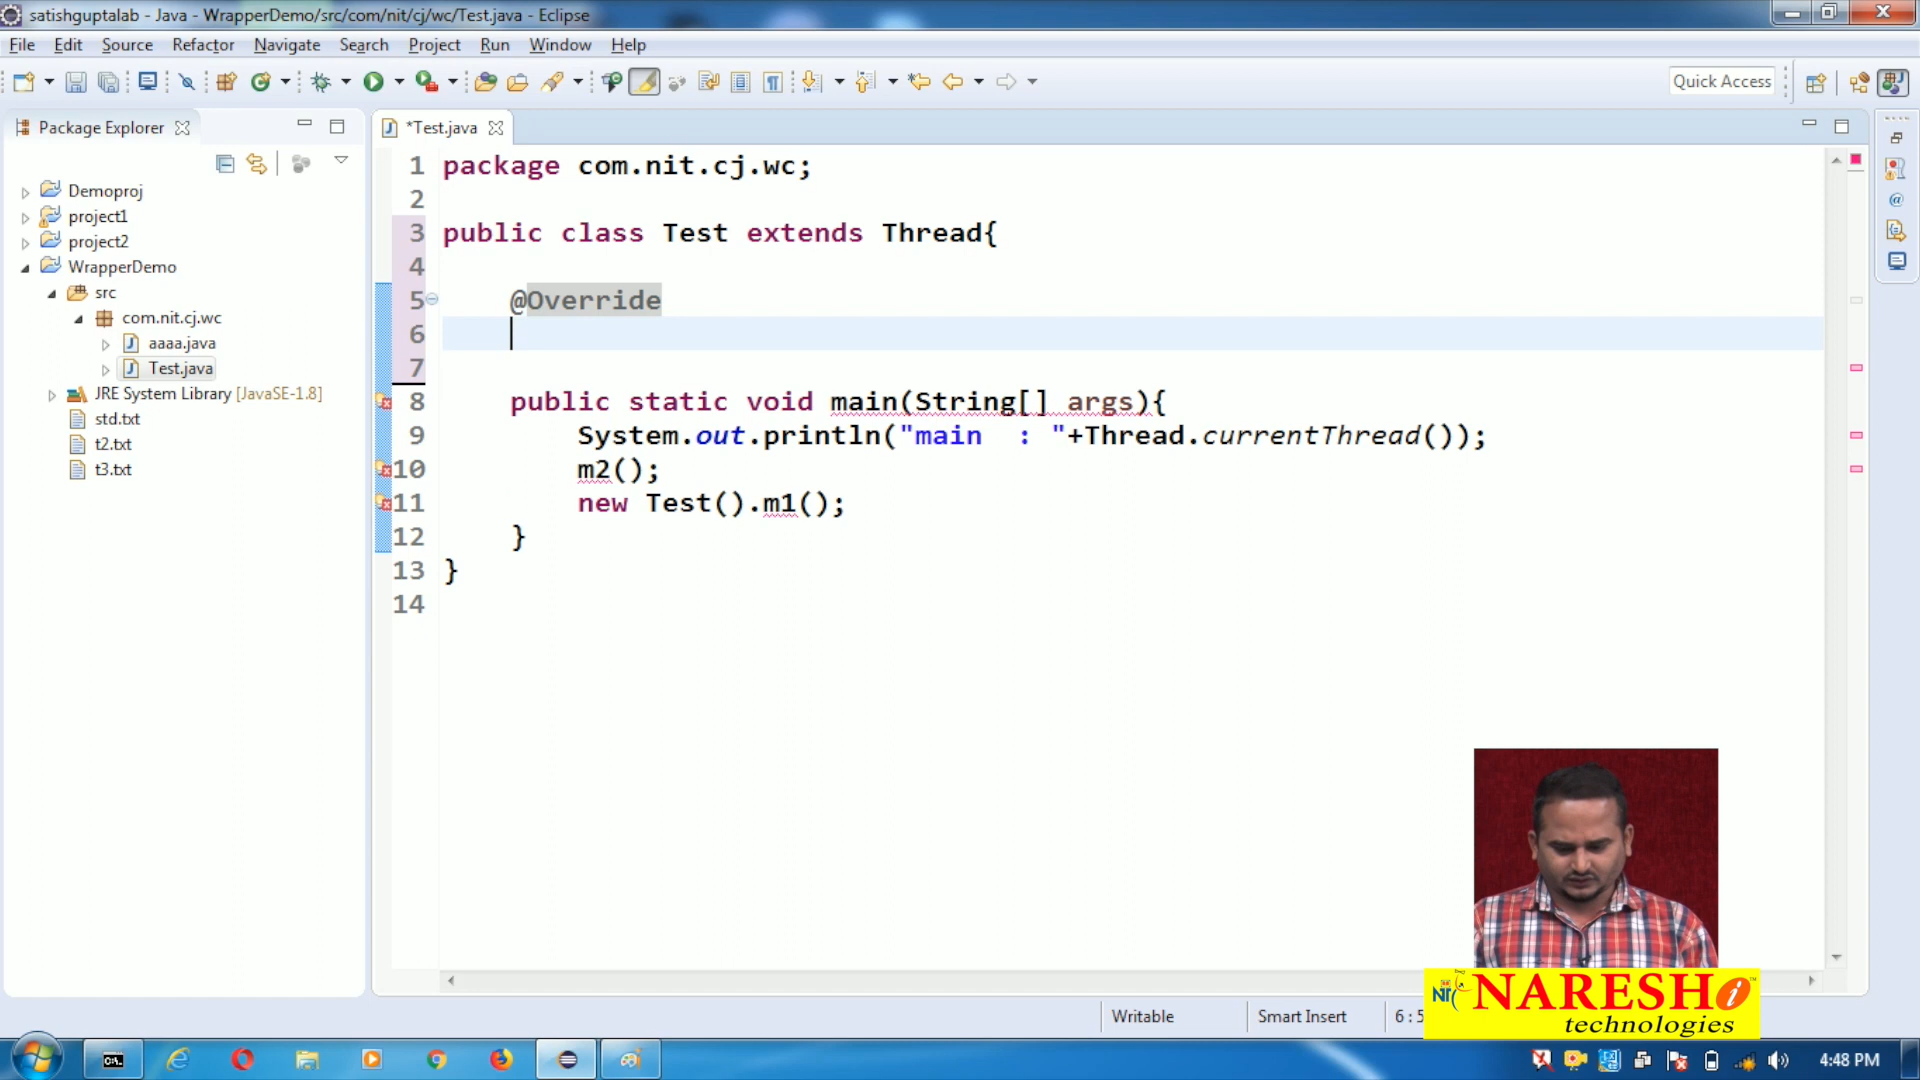 satishguptalab - Java - WrapperDemo/src/com/nit/cj/wc/Test.java - Eclipse
File Edit Source Refactor Navigate Search Project Run Window Help
Quick Access
Package Explorer
*Test.java
Demoproj
project1
project2
WrapperDemo
src
com.nit.cj.wc
aaaa.java
Test.java
JRE System Library [JavaSE-1.8]
std.txt
t2.txt
t3.txt
1 package com.nit.cj.wc;
2
3 public class Test extends Thread{
4
5 @Override
6
7
8 public static void main(String[] args){
9 System.out.println("main  : "+Thread.currentThread());
10 m2();
11 new Test().m1();
12 }
13 }
14
Writable Smart Insert 6 : 5
NARESH i
technologies
4:48 PM